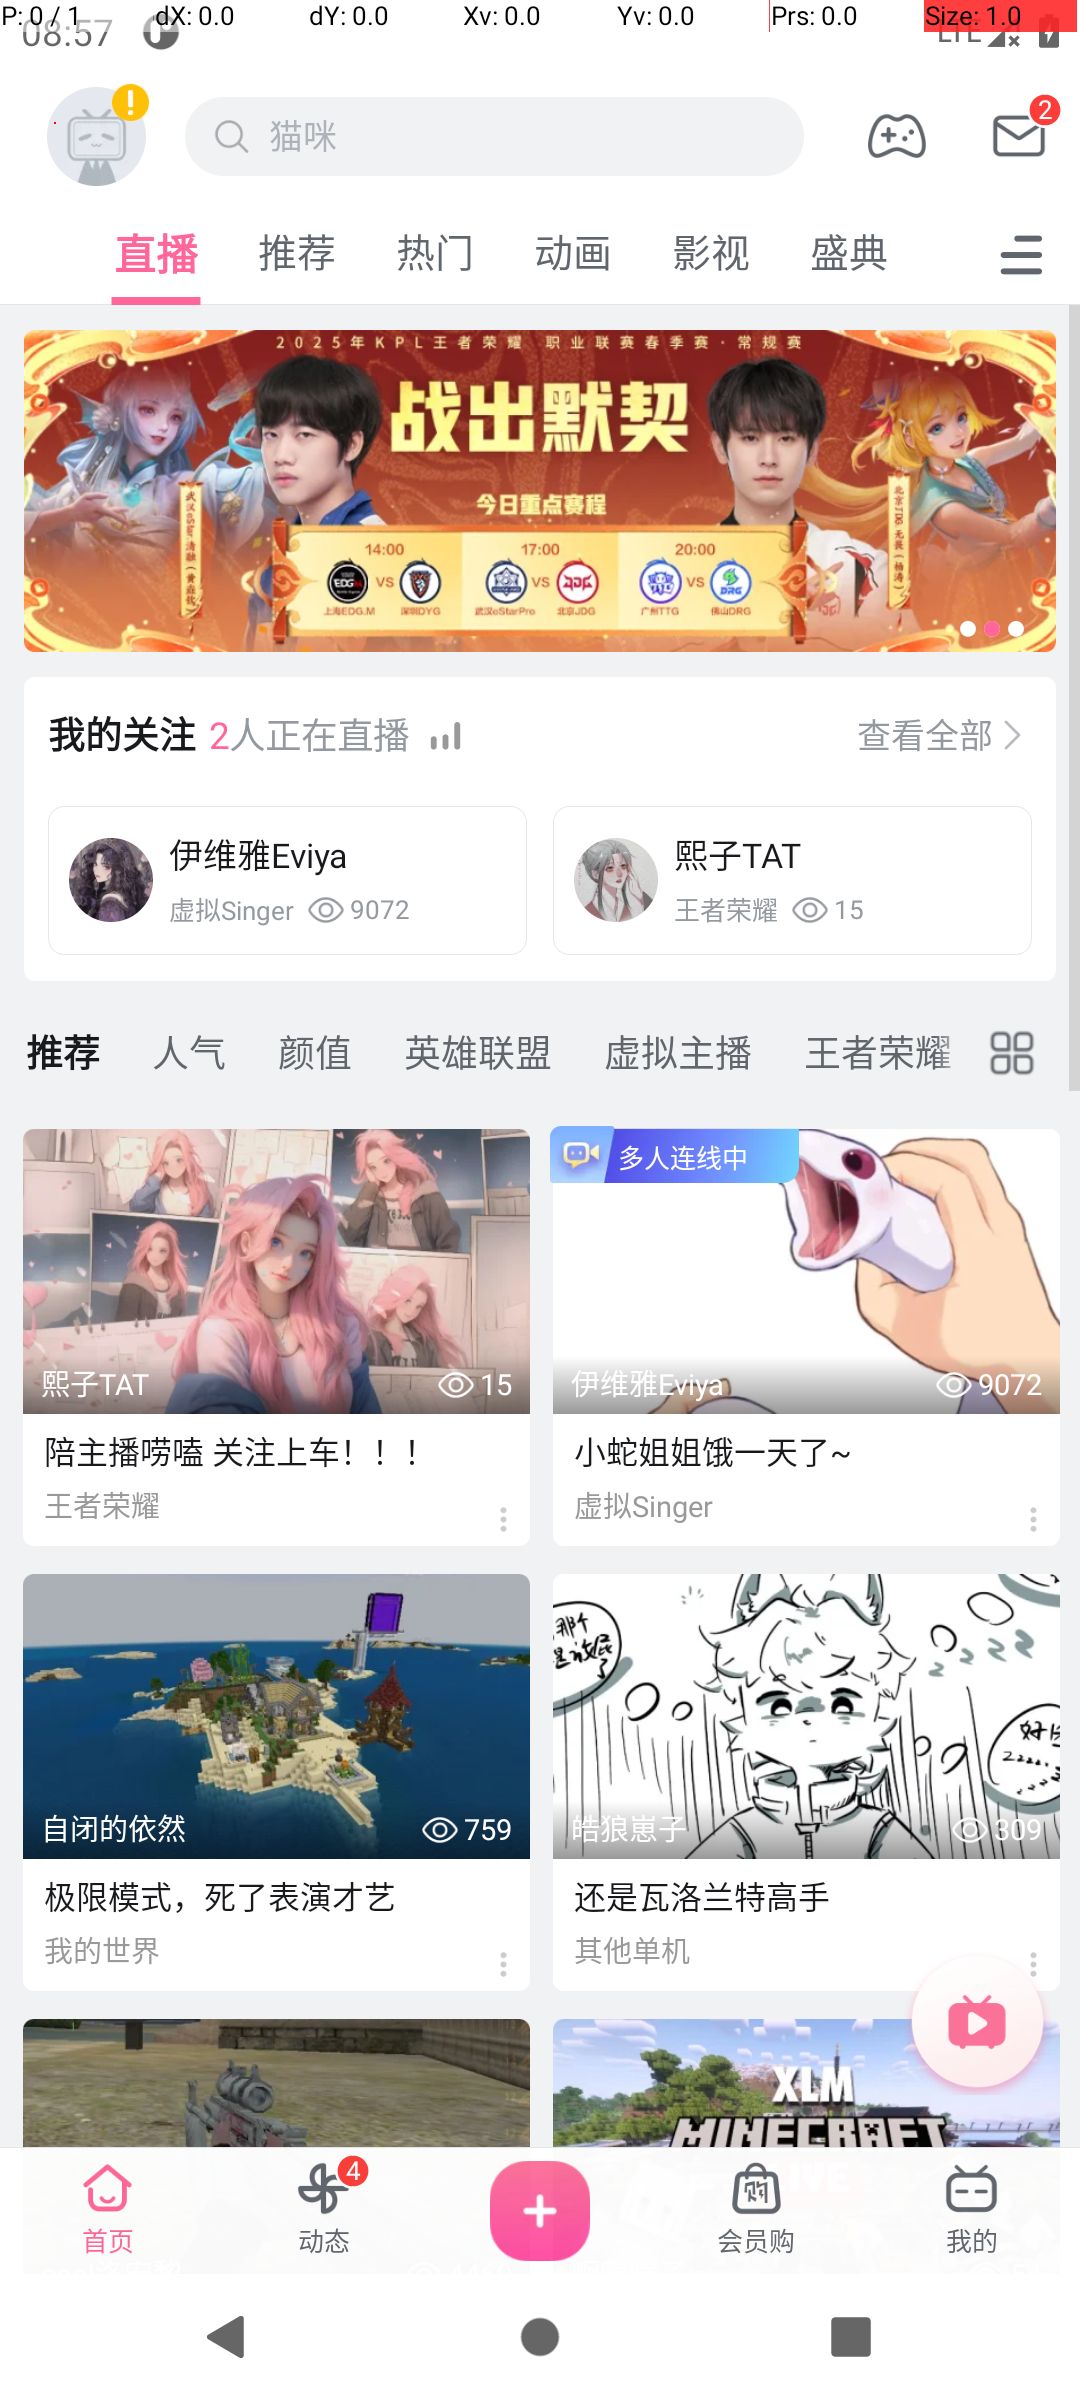 P: 0 / 1 dX: 0.0 dY: 0.0 Xv: 0.0 Yv: 0.0 Prs: 0.0 Size: 1.0
08:57 LTE
猫咪
2
直播 推荐 热门 动画 影视 盛典
2025年KPL王者荣耀 职业联赛春季赛·常规赛
战出默契
今日重点赛程
14:00 17:00 20:00
VS VS VS
上海EDG.M 深圳DYG 武汉eStarPro 北京JDG 广州TTG 佛山DRG
我的关注 2人正在直播 查看全部
伊维雅Eviya 熙子TAT
虚拟Singer 9072 王者荣耀 15
推荐 人气 颜值 英雄联盟 虚拟主播 王者荣耀
多人连线中
熙子TAT 15 伊维雅Eviya 9072
陪主播唠嗑 关注上车！！！ 小蛇姐姐饿一天了~
王者荣耀 虚拟Singer
自闭的依然 759 皓狼崽子 309
极限模式，死了表演才艺 还是瓦洛兰特高手
我的世界 其他单机
XLM
MINECRAFT
4
首页 动态 会员购 我的